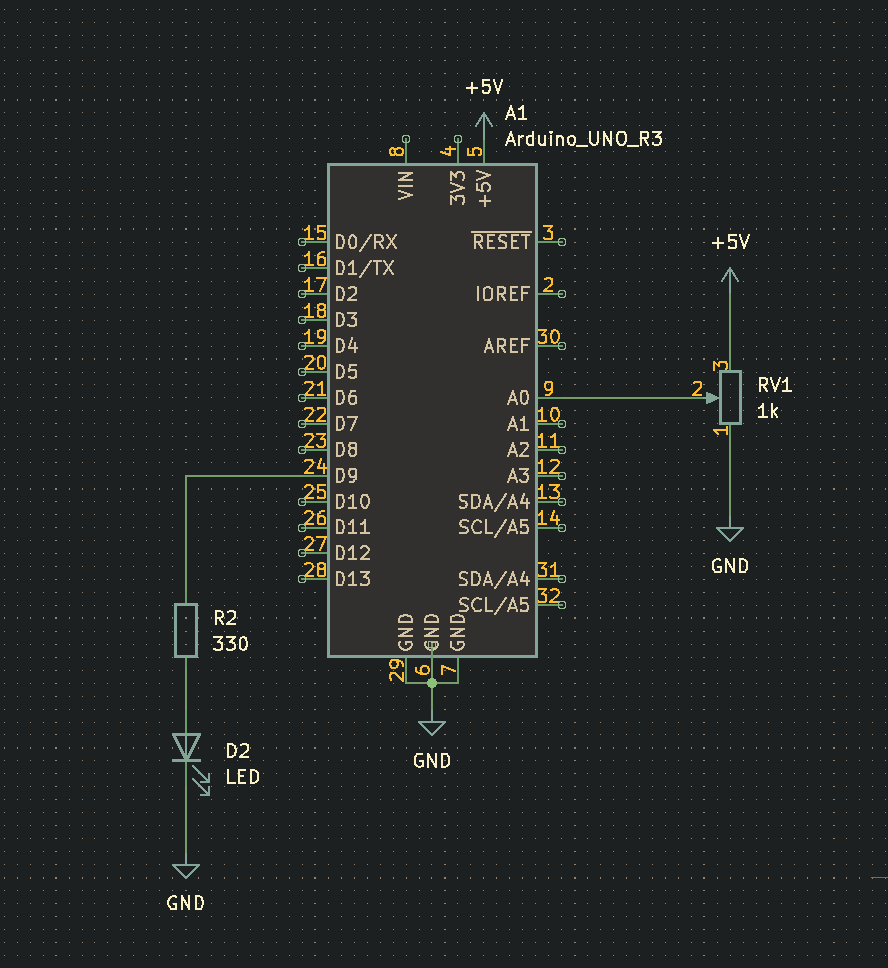 +5V
A1
Arduino_UNO_R3
8
4
5
VIN
3V3
+5V
15 D0/RX
16 D1/TX
17 D2
18 D3
19 D4
20 D5
21 D6
22 D7
23 D8
24 D9
25 D10
26 D11
27 D12
28 D13
RESET 3
IOREF 2
AREF 30
A0 9
A1 10
A2 11
A3 12
SDA/A4 13
SCL/A5 14
SDA/A4 31
SCL/A5 32
GND
GND
GND
29
6
7
GND
+5V
3
2
1
RV1
1k
GND
R2
330
D2
LED
GND